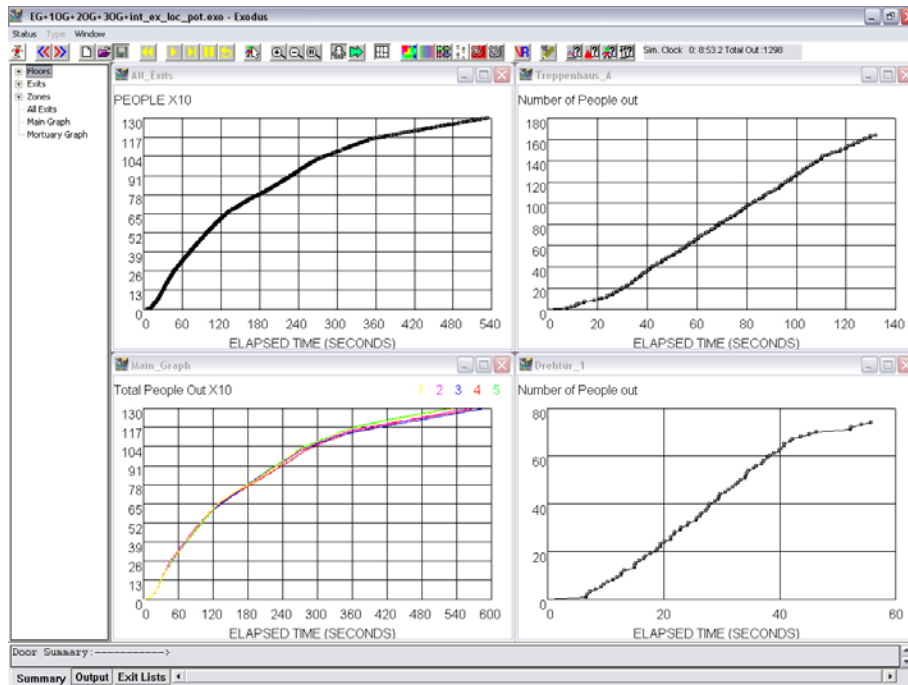 EG+1OG+2OG+3OG+int_ex_loc_pot.exo - Exodus
Status Type Window
Sim. Clock 0: 8:53.2 Total Out :1298
Floors
Exits
Zones
All Exits
Main Graph
Mortuary Graph
All_Exits
PEOPLE X10
130
117
104
91
78
65
52
39
26
13
0
0 60 120 180 240 300 360 420 480 540
ELAPSED TIME (SECONDS)
Treppenhaus_A
Number of People out
180
160
140
120
100
80
60
40
20
0
0 20 40 60 80 100 120 140
ELAPSED TIME (SECONDS)
Main_Graph
Total People Out X10 1 2 3 4 5
130
117
104
91
78
65
52
39
26
13
0
0 60 120 180 240 300 360 420 480 540 600
ELAPSED TIME (SECONDS)
Drehtür_1
Number of People out
80
60
40
20
0
0 20 40 60
ELAPSED TIME (SECONDS)
Door Summary:----------->
Summary Output Exit Lists